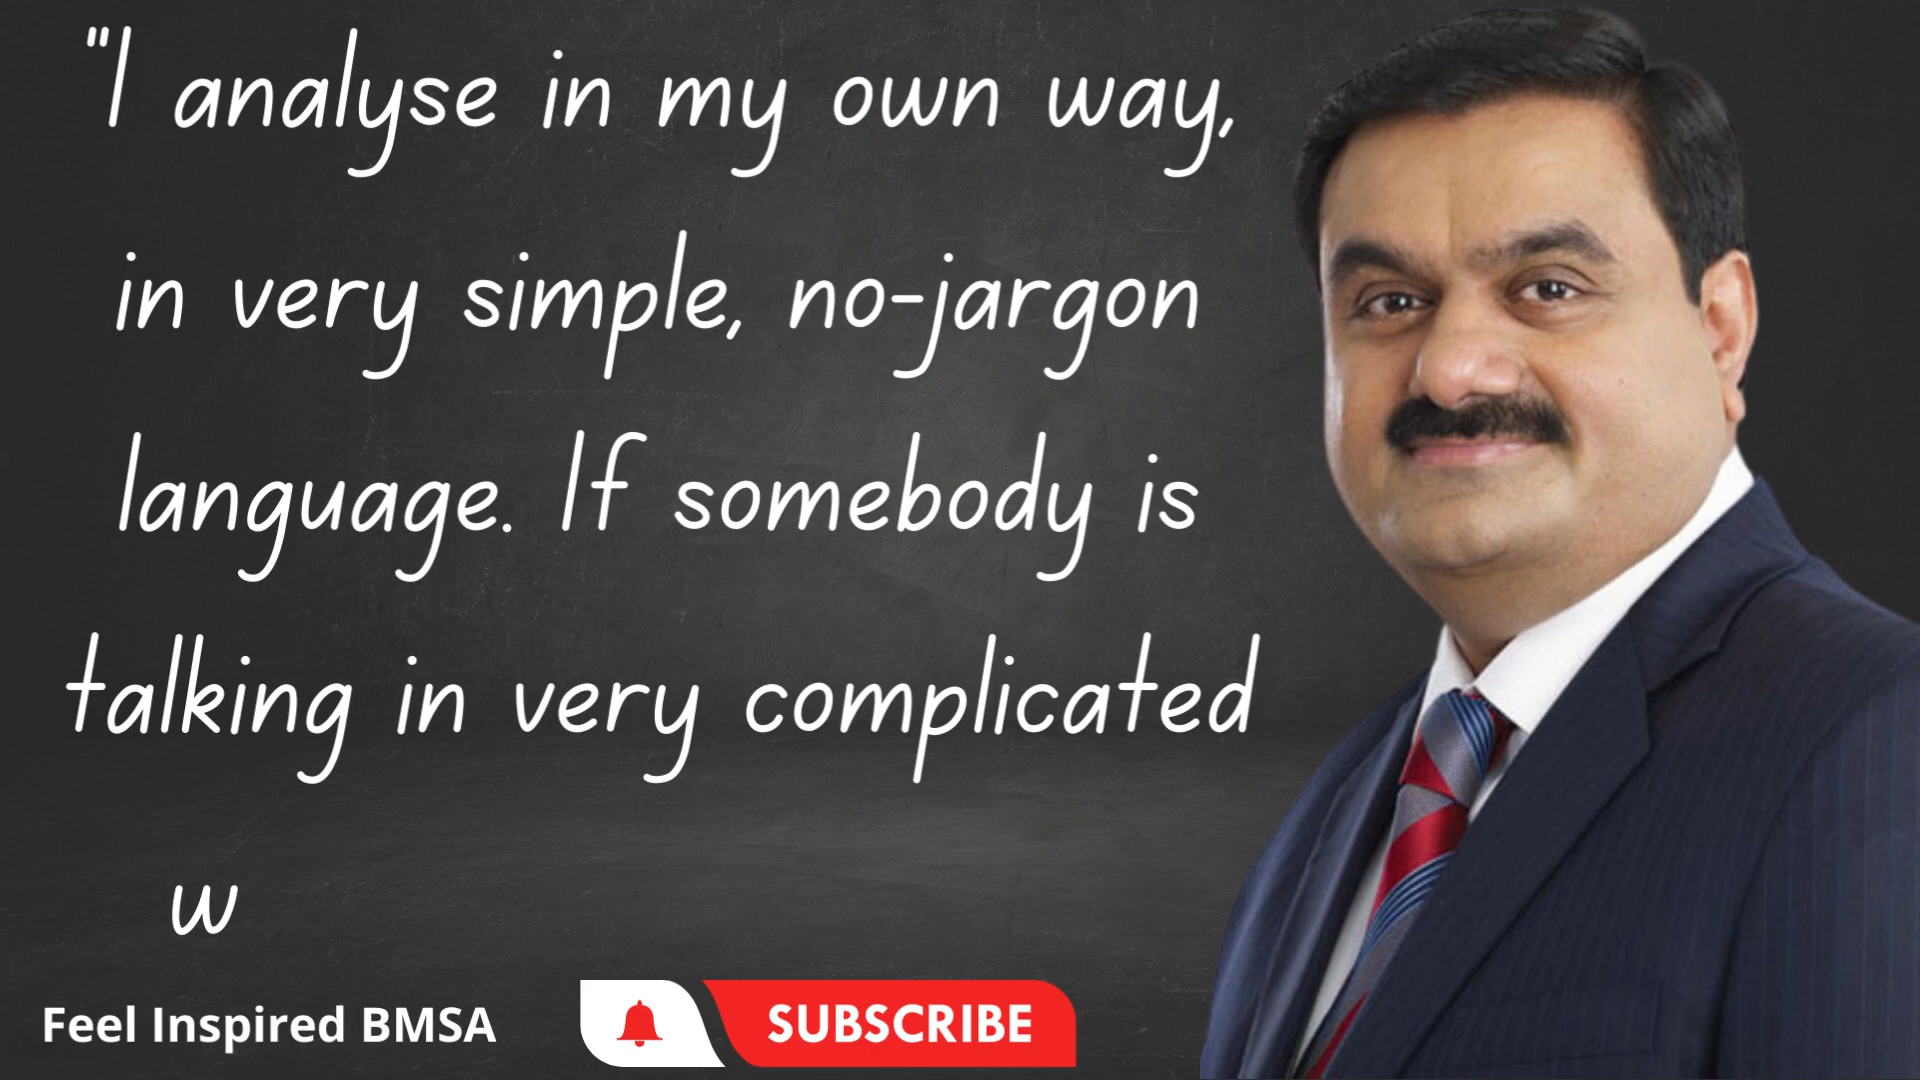 "I analyse in my own way,
in very simple, no-jargon
language. If somebody is
talking in very complicated
w
Feel Inspired BMSA
SUBSCRIBE